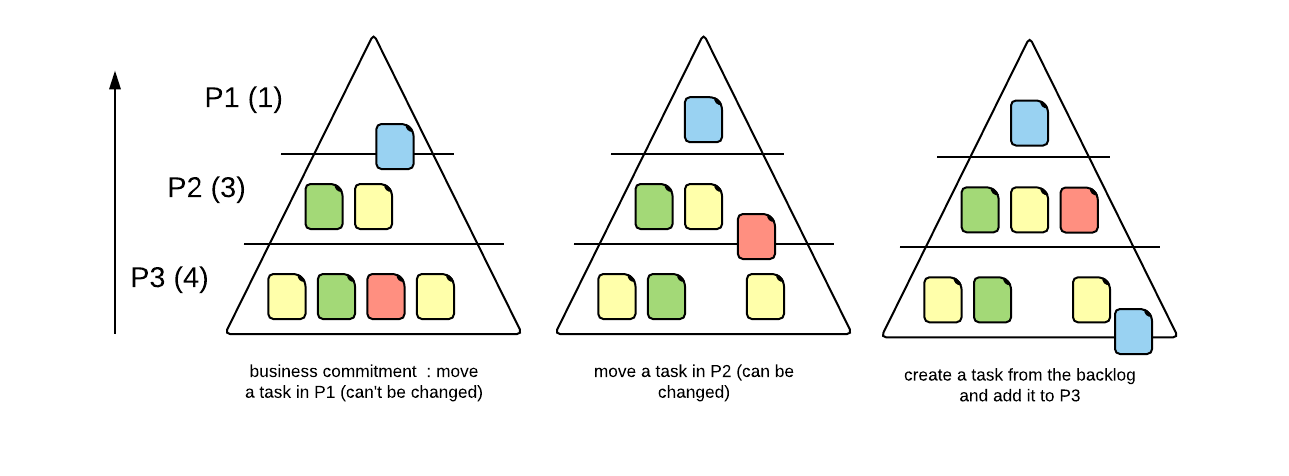 P1 (1)
P2 (3)
P3 (4)
business commitment  : move
a task in P1 (can't be changed)
move a task in P2 (can be
changed)
create a task from the backlog
and add it to P3